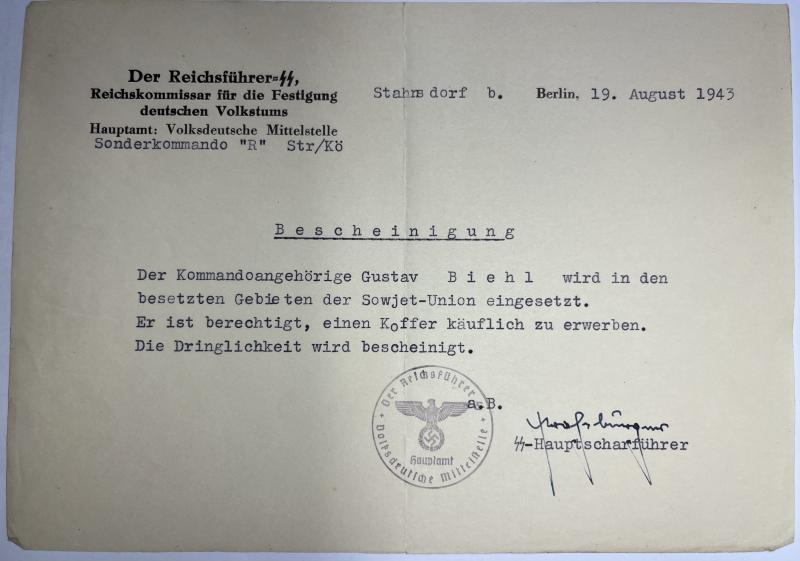 Der Reichsführer-SS,
Reichskommissar für die Festigung
deutschen Volkstums
Hauptamt: Volksdeutsche Mittelstelle
Sonderkommando "R" Str/Kö
Stahnsdorf b. Berlin, 19. August 1943
Bescheinigung
Der Kommandoangehörige Gustav Biehl wird in den
besetzten Gebieten der Sowjet-Union eingesetzt.
Er ist berechtigt, einen Koffer käuflich zu erwerben.
Die Dringlichkeit wird bescheinigt.
a.B.
SS-Hauptscharführer
Der Reichsführer
Volksdeutsche Mittelstelle
Hauptamt